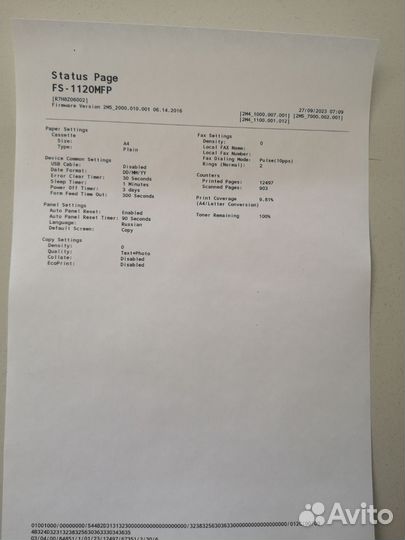 Status Page
FS-1120MFP
[R7H8Z06002]
Firmware Version 2M5_2000.010.001 06.14.2016
27/09/2023 07:09
[2M4_1000.007.001] [2M5_7000.002.001]
[2M4_1100.001.012]
Paper Settings
Cassette
Size: A4
Type: Plain
Device Common Settings
USB Cable: Disabled
Date Format: DD/MM/YY
Error Clear Timer: 30 Seconds
Sleep Timer: 1 Minutes
Power Off Timer: 3 days
Form Feed Time Out: 300 Seconds
Panel Settings
Auto Panel Reset: Enabled
Auto Panel Reset Timer: 90 Seconds
Language: Russian
Default Screen: Copy
Copy Settings
Density: 0
Quality: Text+Photo
Collate: Disabled
EcoPrint: Disabled
Fax Settings
Density: 0
Local FAX Name:
Local Fax Number:
Fax Dialing Mode: Pulse(10pps)
Rings (Normal): 2
Counters
Printed Pages: 12497
Scanned Pages: 903
Print Coverage 9.81%
(A4/Letter Conversion)
Toner Remaining 100%
Avito